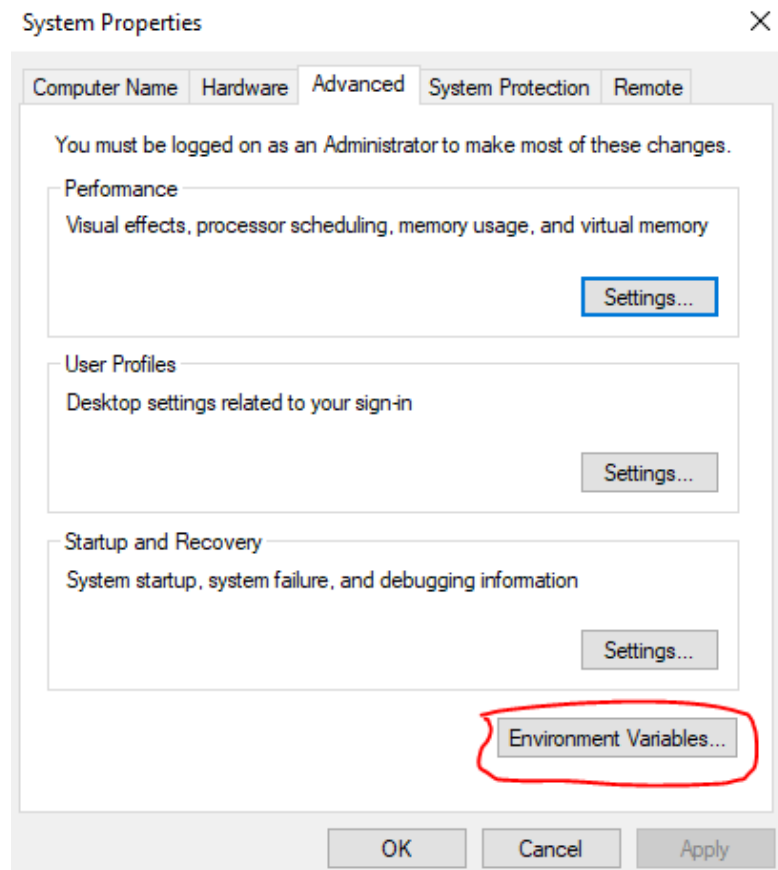 System Properties
Computer Name Hardware Advanced System Protection Remote
You must be logged on as an Administrator to make most of these changes.
Performance
Visual effects, processor scheduling, memory usage, and virtual memory
Settings...
User Profiles
Desktop settings related to your sign-in
Settings...
Startup and Recovery
System startup, system failure, and debugging information
Settings...
Environment Variables...
OK Cancel Apply